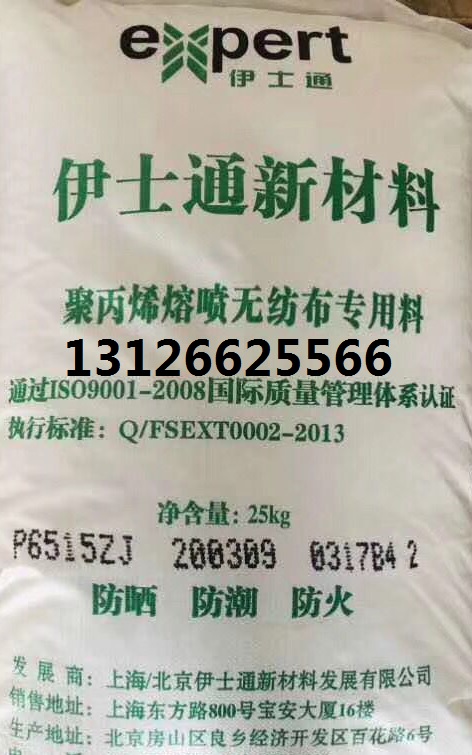 expert
伊士通
伊士通新材料
聚丙烯熔喷无纺布专用料
13126625566
通过ISO9001-2008国际质量管理体系认证
执行标准：Q/FSEXT0002-2013
净含量：25kg
P6515ZJ 200309 0317B4 2
防晒 防潮 防火
发展商：上海/北京伊士通新材料发展有限公司
销售地址：上海东方路800号宝安大厦16楼
生产地址：北京房山区良乡经济开发区百花路6号